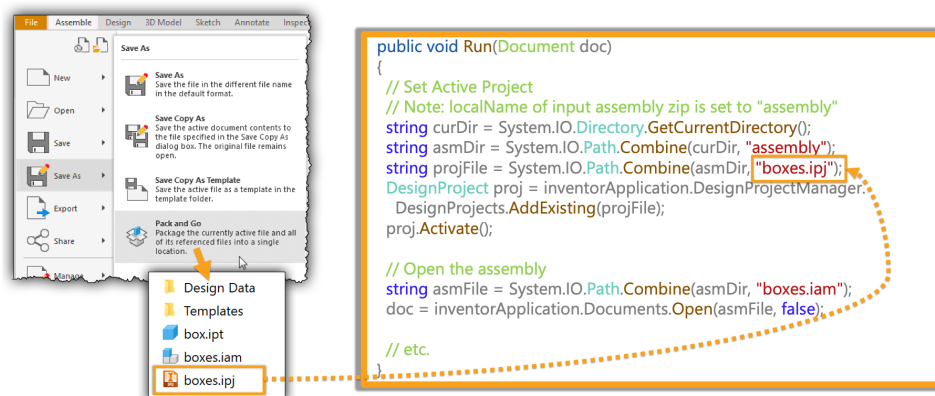 File Assemble Design 3D Model Sketch Annotate Inspec
Save As
New
Open
Save
Save As
Export
Share
Manage
Save As
Save the file in the different file name
in the default format.
Save Copy As
Save the active document contents to
the file specified in the Save Copy As
dialog box. The original file remains
open.
Save Copy As Template
Save the active file as a template in the
template folder.
Pack and Go
Package the currently active file and all
of its referenced files into a single
location.
Design Data
Templates
box.ipt
boxes.iam
boxes.ipj
public void Run(Document doc)
{
// Set Active Project
// Note: localName of input assembly zip is set to "assembly"
string curDir = System.IO.Directory.GetCurrentDirectory();
string asmDir = System.IO.Path.Combine(curDir, "assembly");
string projFile = System.IO.Path.Combine(asmDir, "boxes.ipj");
DesignProject proj = inventorApplication.DesignProjectManager.
DesignProjects.AddExisting(projFile);
proj.Activate();
// Open the assembly
string asmFile = System.IO.Path.Combine(asmDir, "boxes.iam");
doc = inventorApplication.Documents.Open(asmFile, false);
// etc.
}